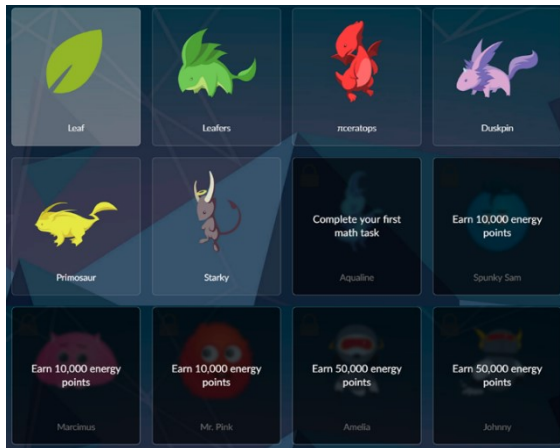 Leaf
Leafers
πceratops
Duskpin
Primosaur
Starky
Complete your first
math task
Aqualine
Earn 10,000 energy
points
Spunky Sam
Earn 10,000 energy
points
Marcimus
Earn 10,000 energy
points
Mr. Pink
Earn 50,000 energy
points
Amelia
Earn 50,000 energy
points
Johnny